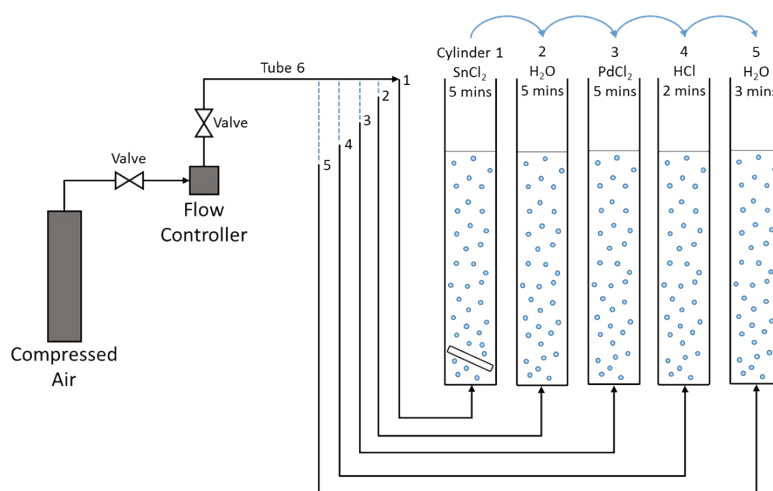 Cylinder 1 2 3 4 5
SnCl₂ H₂O PdCl₂ HCl H₂O
5 mins 5 mins 5 mins 2 mins 3 mins
Tube 6
1
2
3
4
5
Valve
Valve
Flow
Controller
Compressed
Air